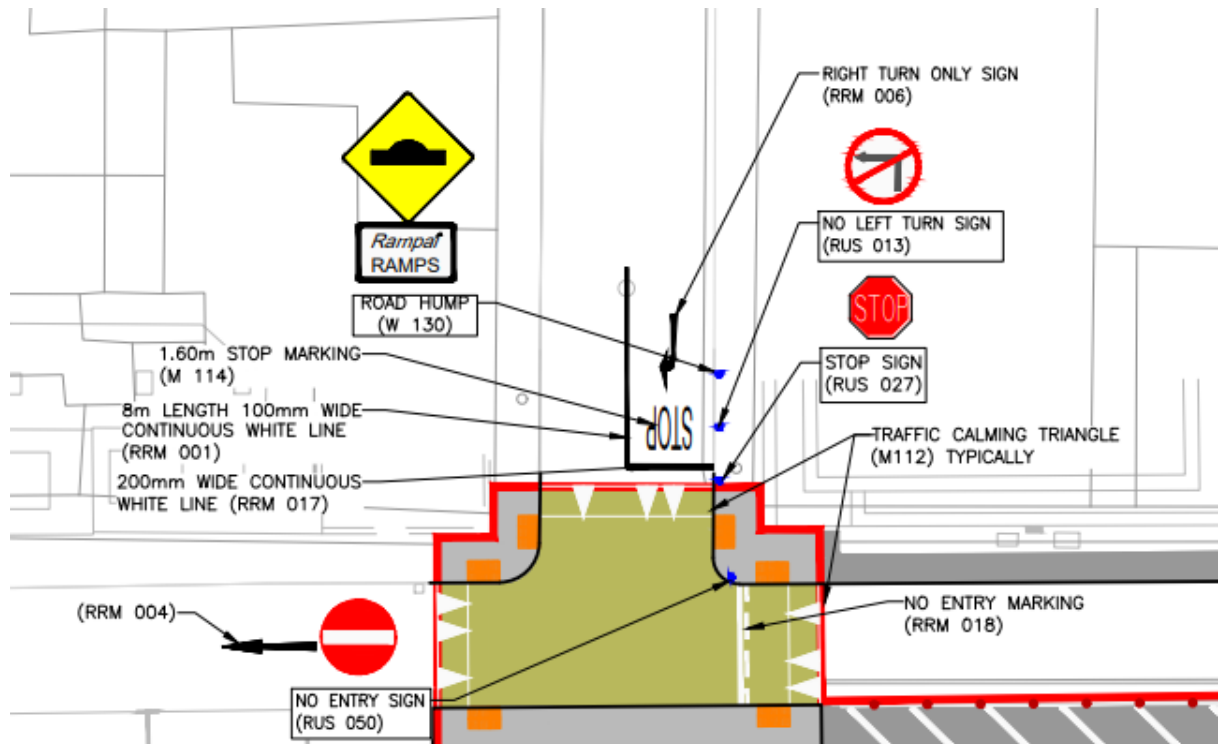 RIGHT TURN ONLY SIGN
(RRM 006)
NO LEFT TURN SIGN
(RUS 013)
Rampaí
RAMPS
ROAD HUMP
(W 130)
STOP
1.60m STOP MARKING
(M 114)
STOP SIGN
(RUS 027)
8m LENGTH 100mm WIDE
CONTINUOUS WHITE LINE
(RRM 001)
STOP
TRAFFIC CALMING TRIANGLE
(M112) TYPICALLY
200mm WIDE CONTINUOUS
WHITE LINE (RRM 017)
(RRM 004)
NO ENTRY MARKING
(RRM 018)
NO ENTRY SIGN
(RUS 050)